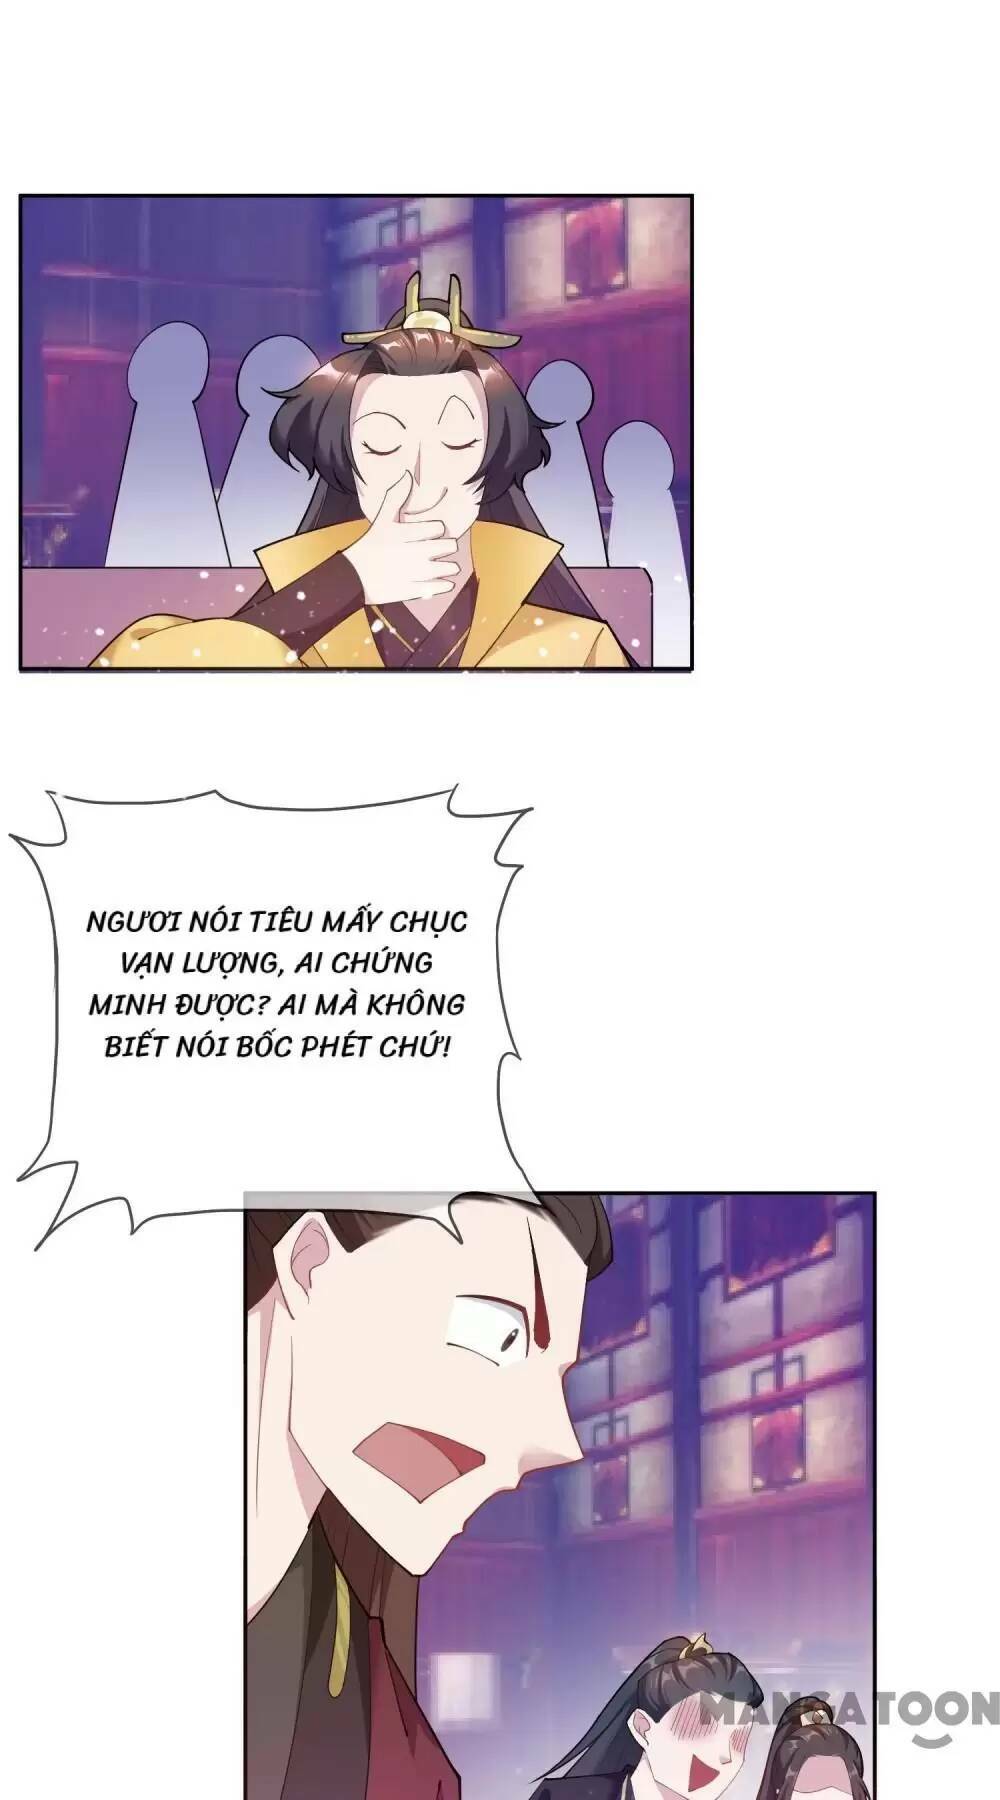 NGƯƠI NÓI TIÊU MẤY CHỤC
VẠN LƯỢNG, AI CHỨNG
MINH ĐƯỢC? AI MÀ KHÔNG
BIẾT NÓI BỐC PHÉT CHỨ!
MANGATOON